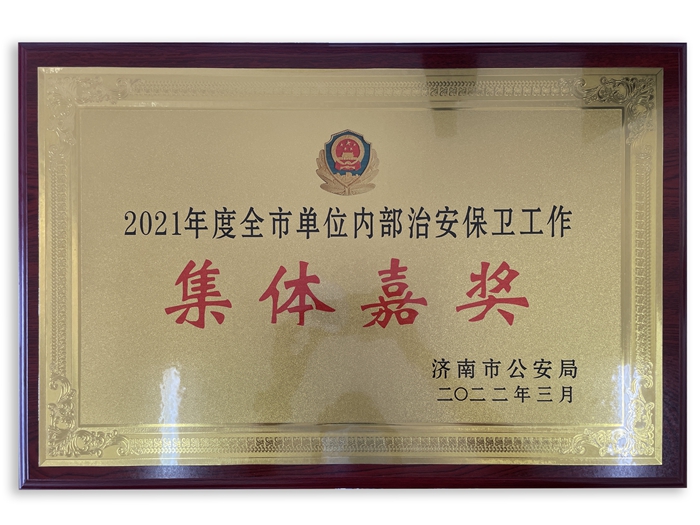 2021年度全市单位内部治安保卫工作
集体嘉奖
济南市公安局
二〇二二年三月